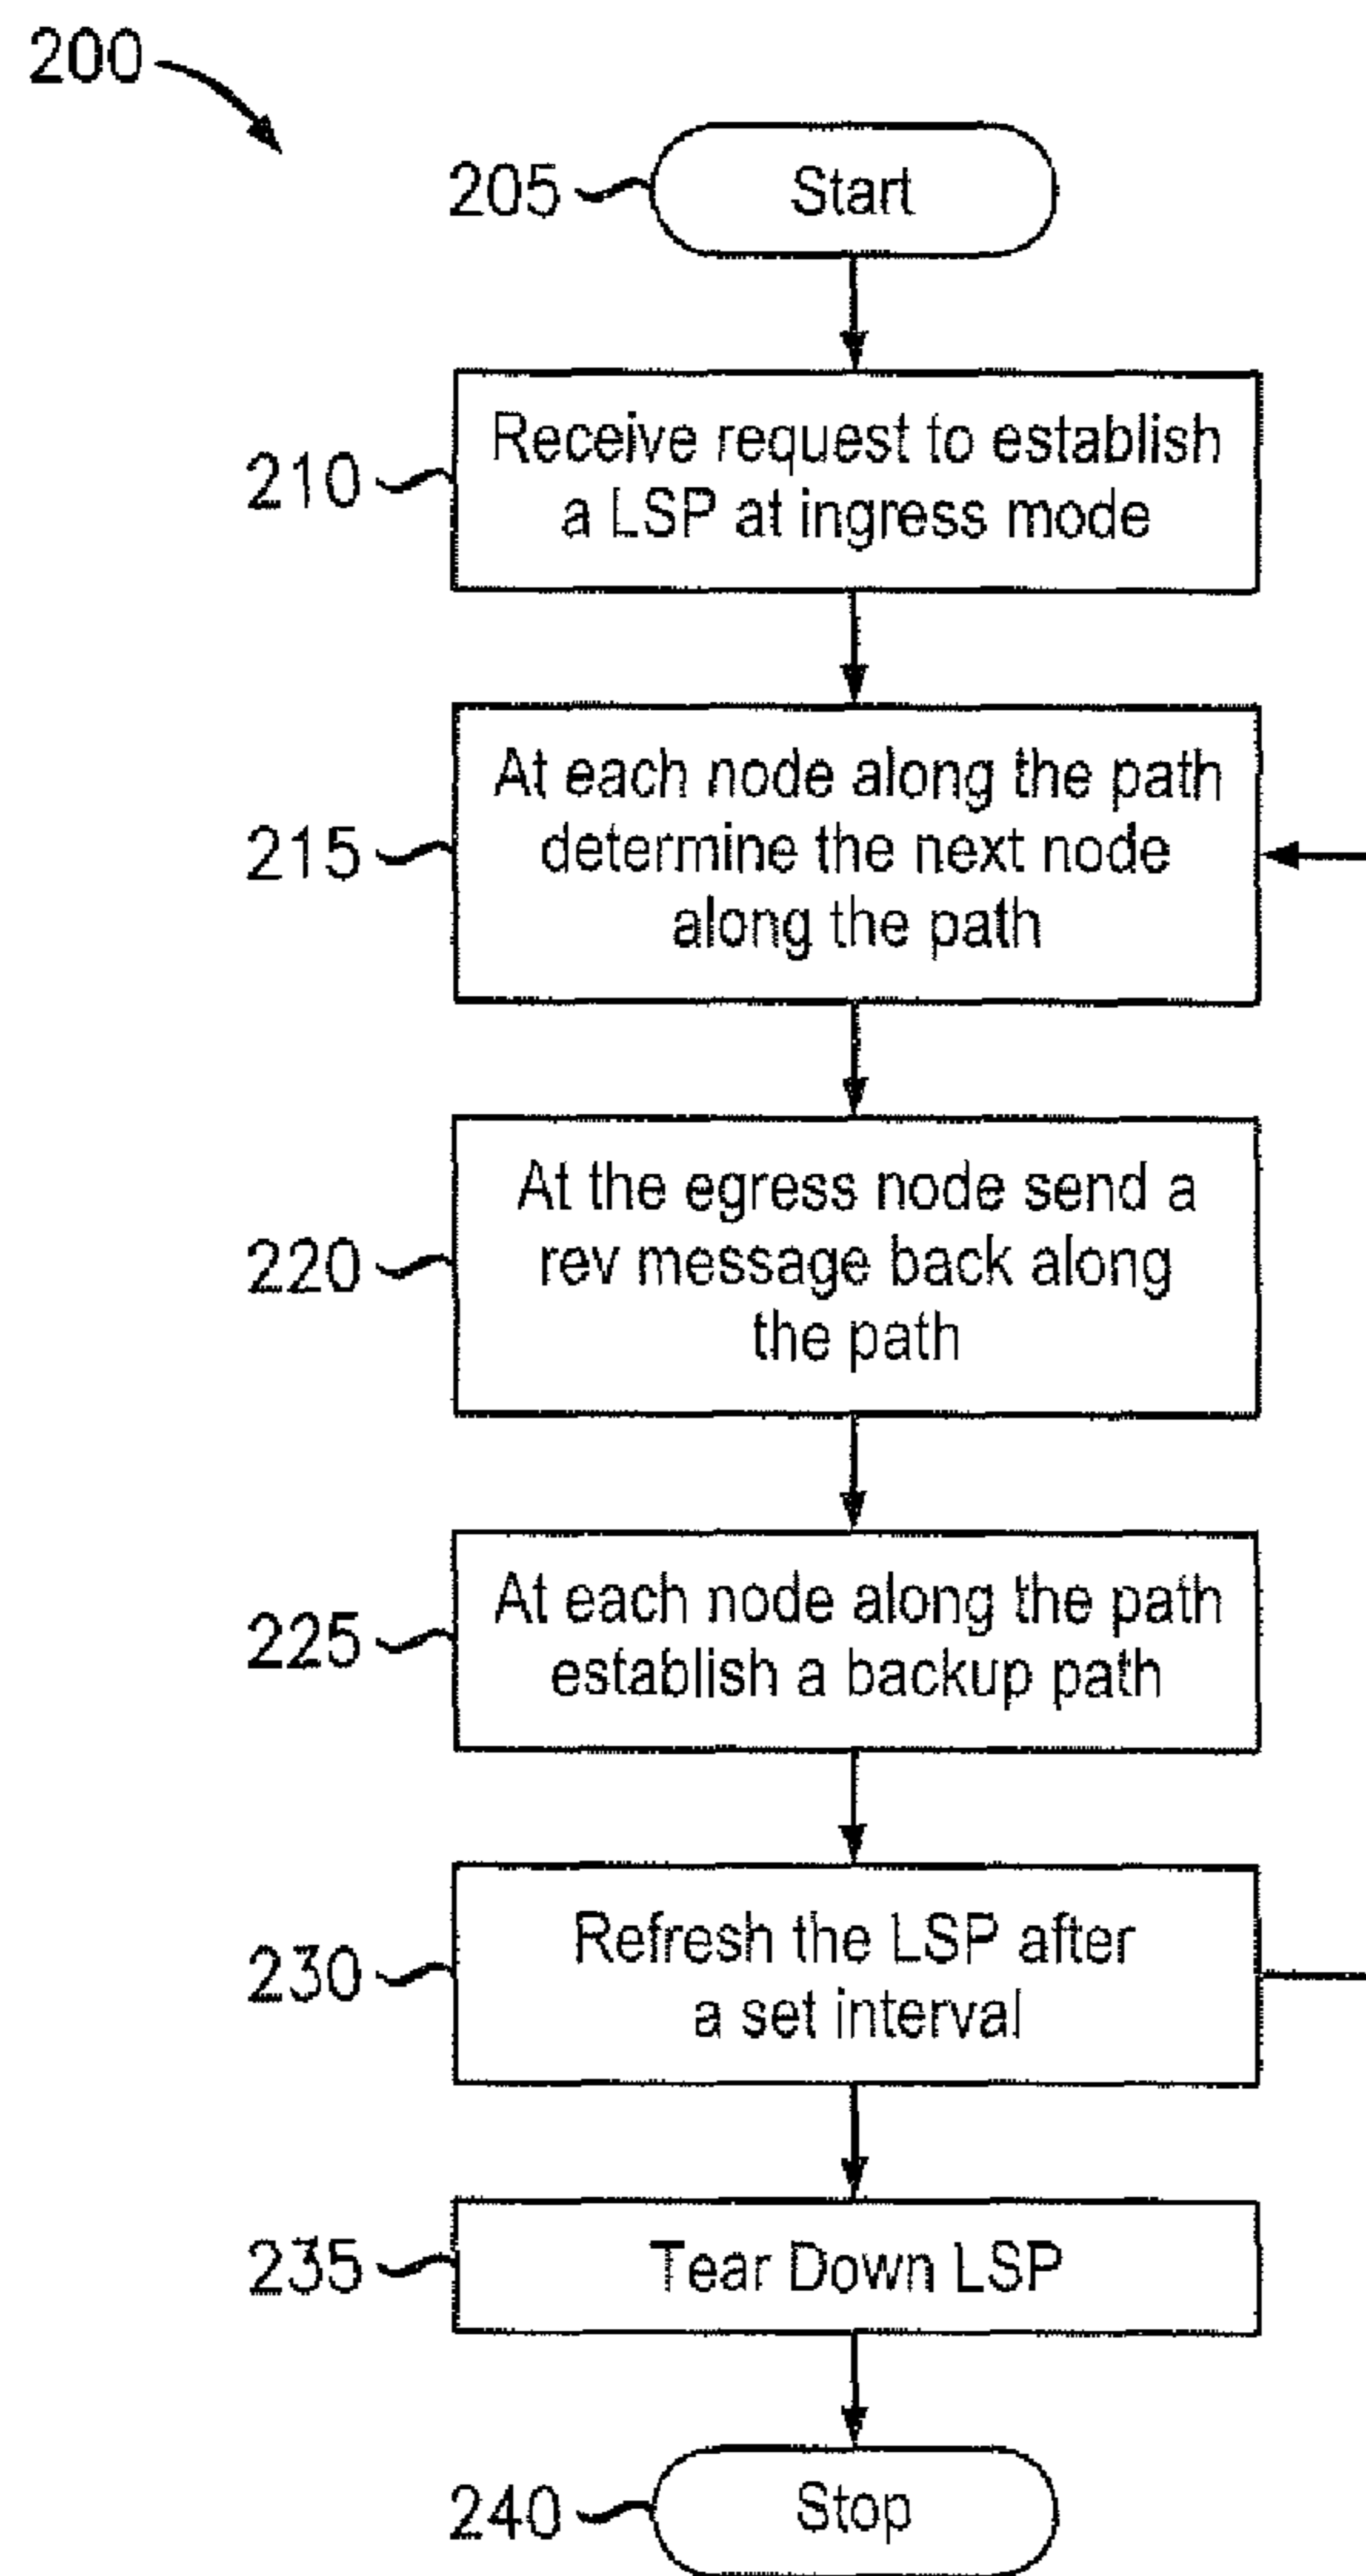 200
205
Start
210
Receive request to establish
a LSP at ingress mode
215
At each node along the path
determine the next node
along the path
220
At the egress node send a
rev message back along
the path
225
At each node along the path
establish a backup path
230
Refresh the LSP after
a set interval
235
Tear Down LSP
240
Stop